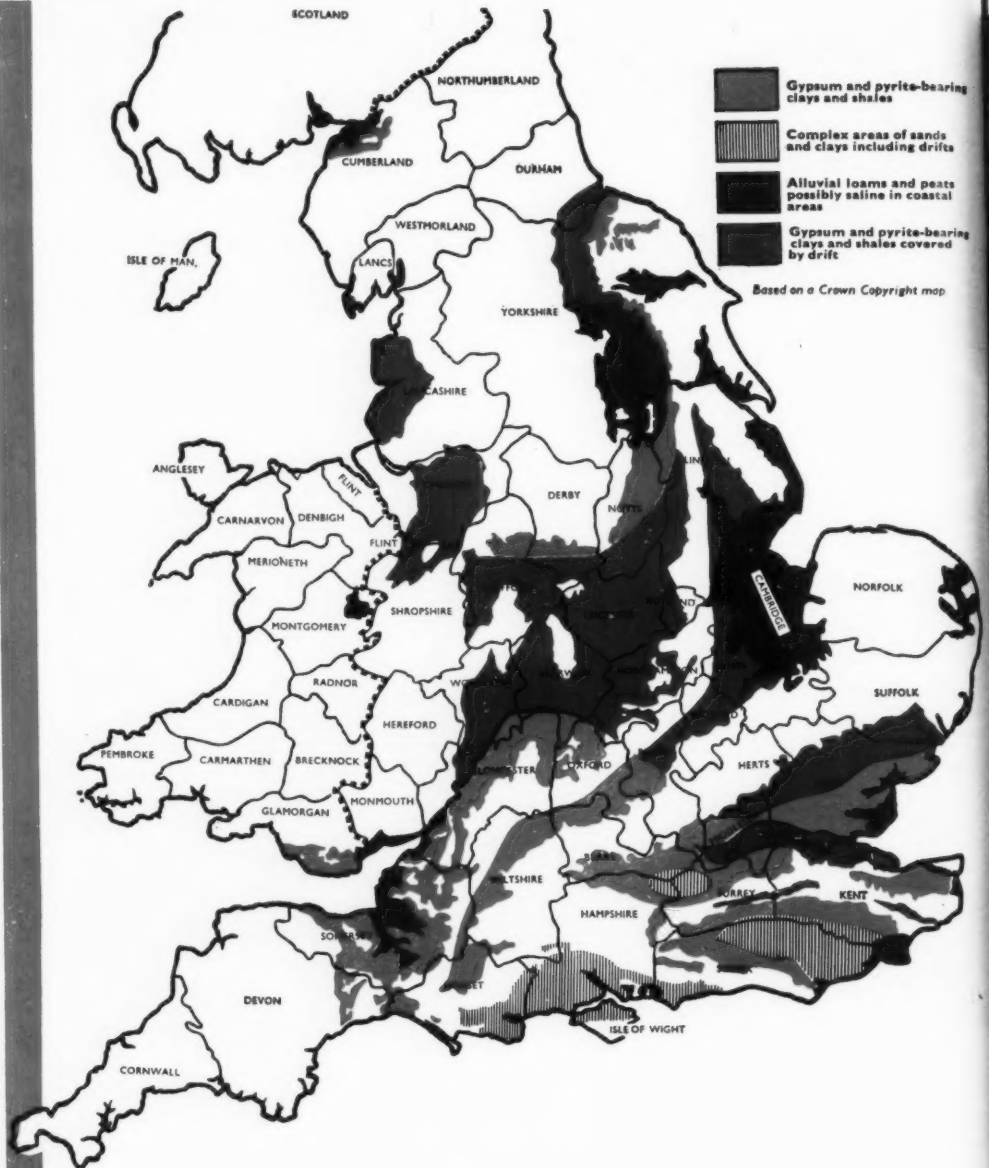 SCOTLAND
NORTHUMBERLAND
Gypsum and pyrite-bearing
clays and shales
Complex areas of sands
and clays including drifts
Alluvial loams and peats
possibly saline in coastal
areas
Gypsum and pyrite-bearing
clays and shales covered
by drift
Based on a Crown Copyright map
CUMBERLAND
DURHAM
WESTMORLAND
ISLE OF MAN.
LANCS
YORKSHIRE
ANGLESEY
FLINT
CARNARVON
DENBIGH
DERBY
NOTTS
FLINT
MERIONETH
CAMBRIDGE
NORFOLK
SHROPSHIRE
MONTGOMERY
RADNOR
CARDIGAN
SUFFOLK
HEREFORD
PEMBROKE
CARMARTHEN
BRECKNOCK
OXFORD
HERTS
MONMOUTH
GLAMORGAN
WILTSHIRE
SURREY
KENT
HAMPSHIRE
DEVON
ISLE OF WIGHT
CORNWALL